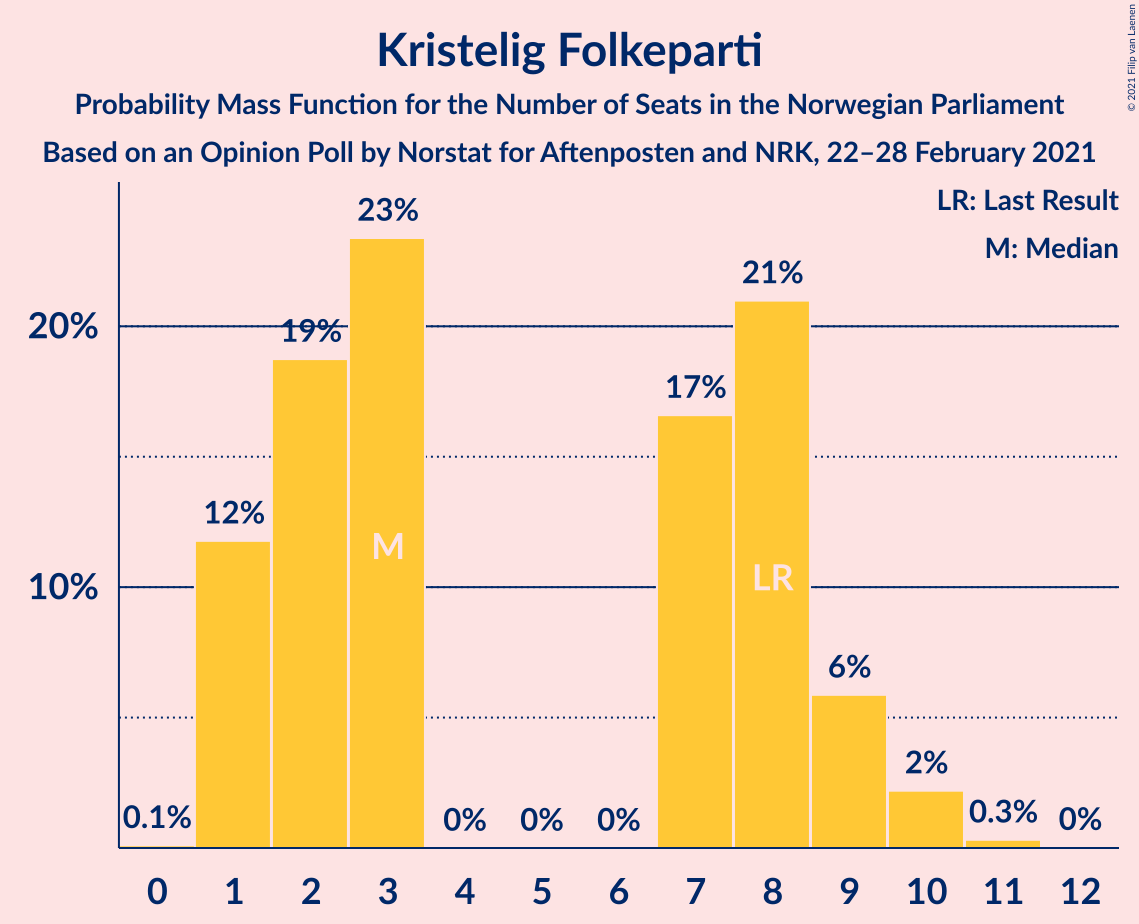 Kristelig Folkeparti
Probability Mass Function for the Number of Seats in the Norwegian Parliament
Based on an Opinion Poll by Norstat for Aftenposten and NRK, 22–28 February 2021
© 2021 Filip van Laenen
LR: Last Result
M: Median
20%
10%
0.1%
12%
19%
23%
0%
0%
0%
17%
21%
6%
2%
0.3%
0%
M
LR
0 1 2 3 4 5 6 7 8 9 10 11 12